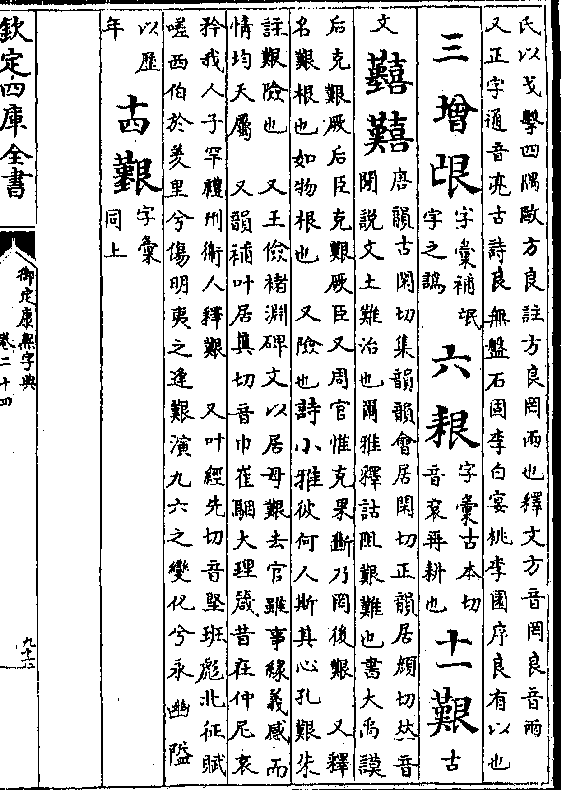 氏以戈擊四隅敺方良註方良罔兩也釋文方音罔良音兩
又正字通音亮古詩良無盤石固李白宴桃李園序良有以也
三增
字彙補氓
字之譌
六
字彙古本切
音袞再耕也
十一艱古
文囏
唐韻古閑切集韻韻會居閑切正韻居顏切𠀤音
閒說文土難治也爾雅釋詁阻艱難也書大禹謨
后克艱厥后臣克艱厥臣又周官惟克果斷乃罔後艱 又釋
名艱根也如物根也 又險也詩小雅彼何人斯其心孔艱朱
註艱險也 又王儉褚淵碑文以居母艱去官雖事緣義感而
情均天屬 又韻補叶居真切音巾崔駰大理箴昔在仲尼哀
矜我人子罕禮州衛人釋艱 又叶經先切音堅班彪北征賦
嗟西伯於羑里兮傷明夷之逢艱演九六之變化兮永幽隘
以歷
年
十四
字彙
同上
欽定四庫全書
御定康熙字典
卷二十四
九十六